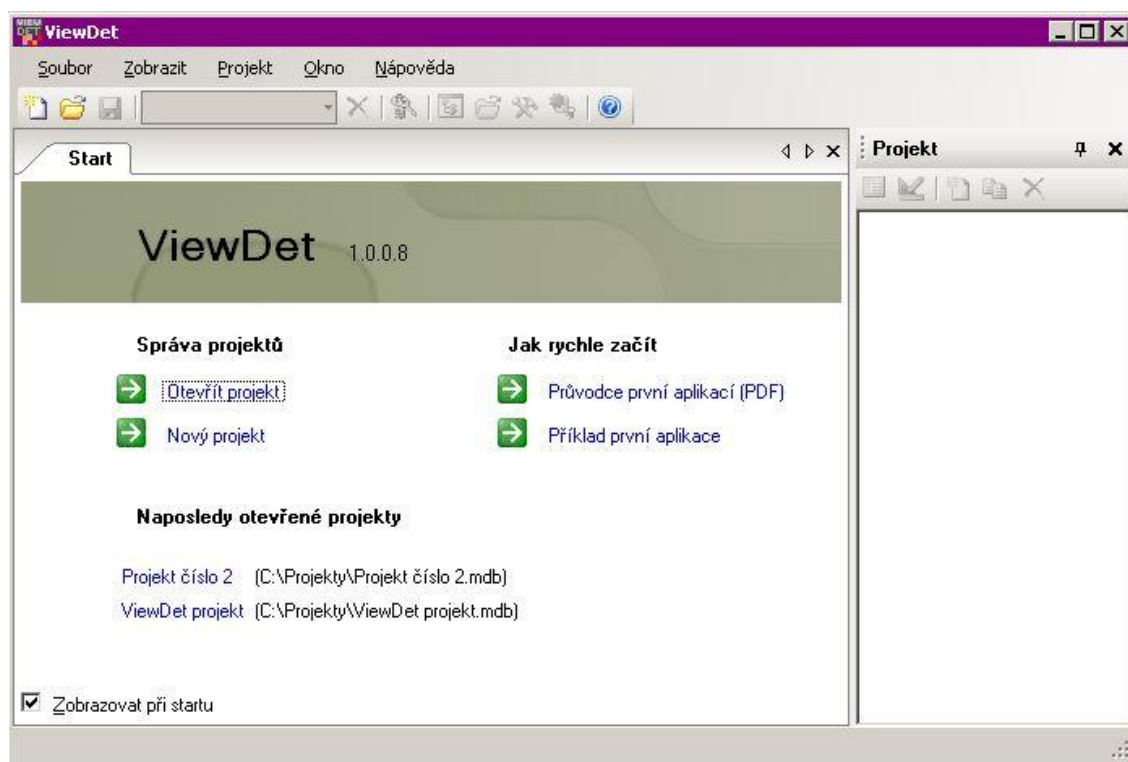 VIEW
DET
ViewDet
Soubor Zobrazit Projekt Okno Nápověda
Start
Projekt
ViewDet 1.0.0.8
Správa projektů
Jak rychle začít
Otevřít projekt
Průvodce první aplikací (PDF)
Nový projekt
Příklad první aplikace
Naposledy otevřené projekty
Projekt číslo 2 (C:\Projekty\Projekt číslo 2.mdb)
ViewDet projekt (C:\Projekty\ViewDet projekt.mdb)
Zobrazovat při startu